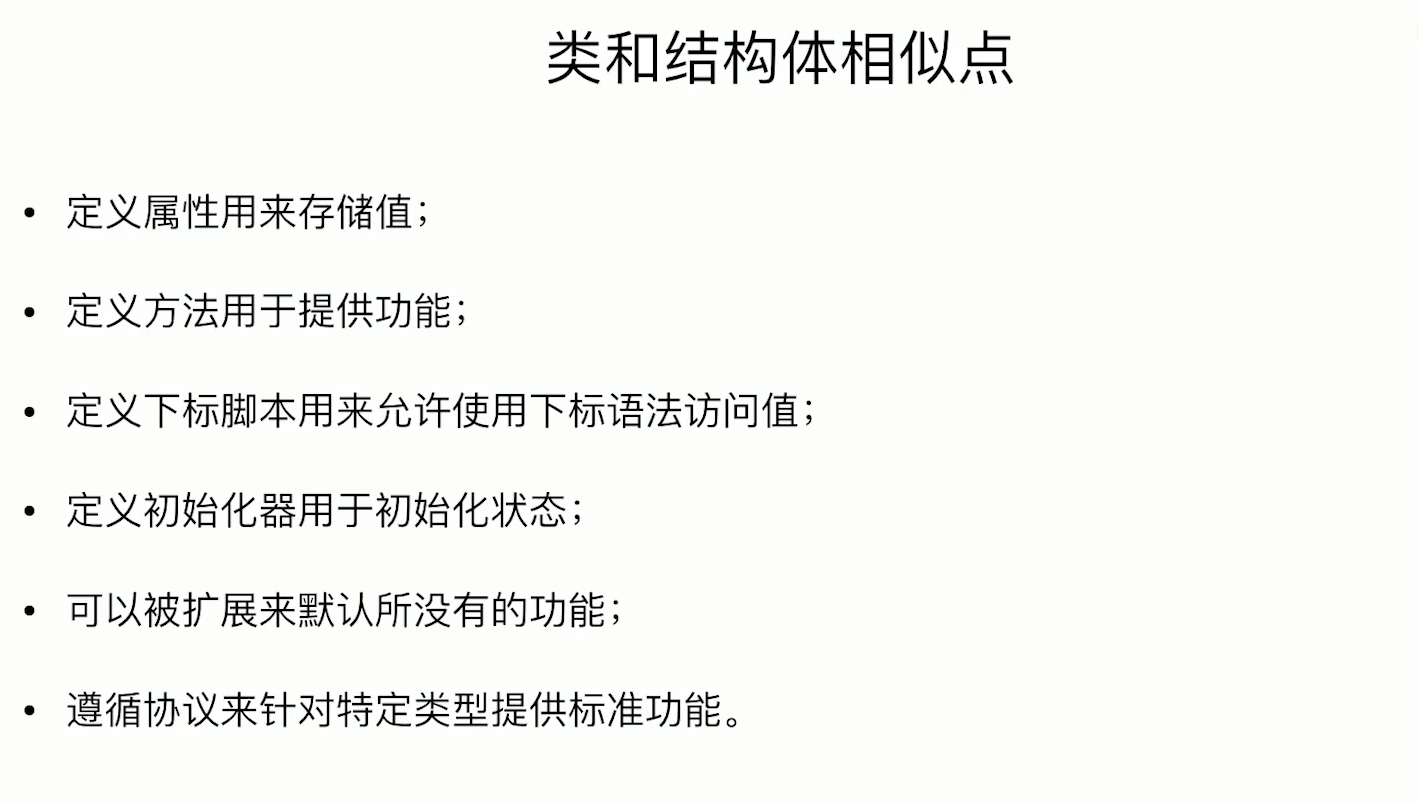 类和结构体相似点
• 定义属性用来存储值；
• 定义方法用于提供功能；
• 定义下标脚本用来允许使用下标语法访问值；
• 定义初始化器用于初始化状态；
• 可以被扩展来默认所没有的功能；
• 遵循协议来针对特定类型提供标准功能。